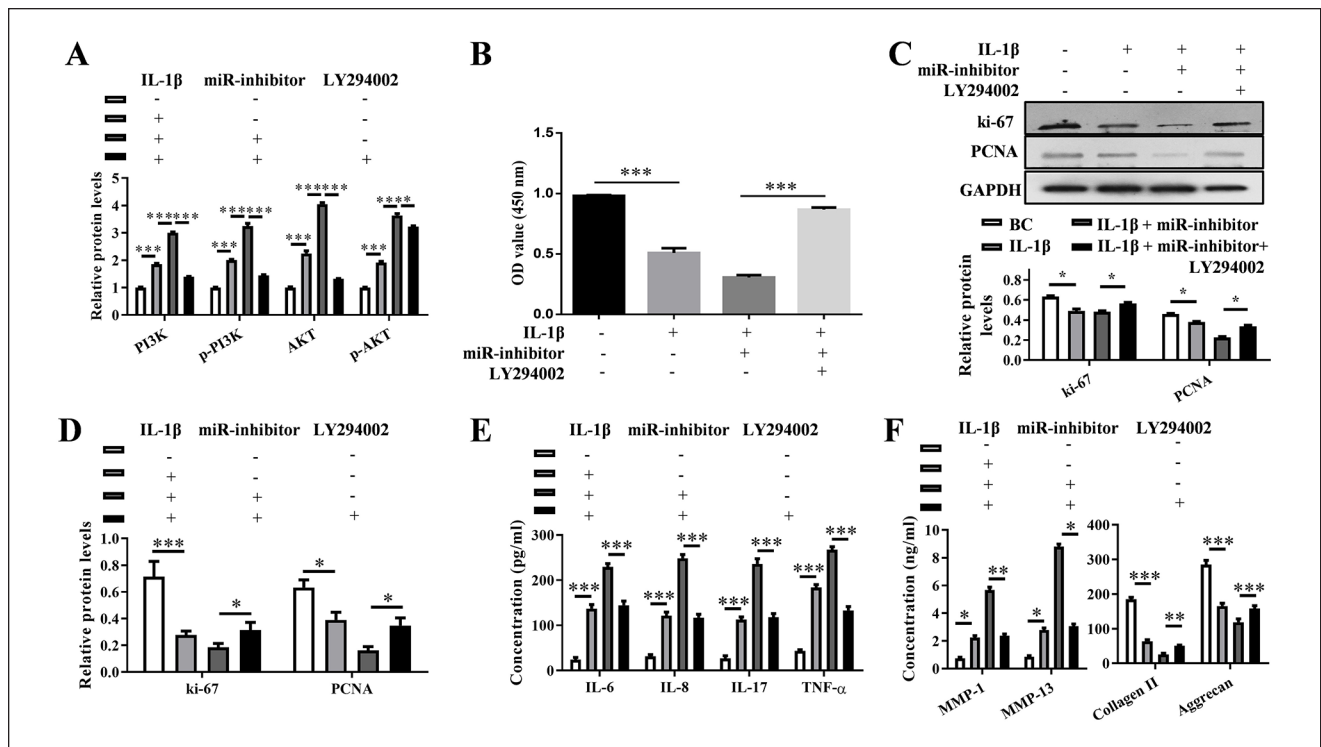 A
IL-1β miR-inhibitor LY294002
- - -
+ - -
+ + -
+ + +
Relative protein levels
5
4
3
2
1
0
*** *** ***
*** *** ***
*** *** ***
*** *** **
PI3K p-PI3K AKT p-AKT
B
OD value (450 nm)
1.5
1.0
0.5
0.0
*** ***
IL-1β - + + +
miR-inhibitor - - + +
LY294002 - - - +
C
IL-1β - + + +
miR-inhibitor - - + +
LY294002 - - - +
ki-67
PCNA
GAPDH
BC IL-1β + miR-inhibitor
IL-1β IL-1β + miR-inhibitor+
LY294002
Relative protein
levels
0.6
0.4
0.2
0.0
* * * *
ki-67 PCNA
D
IL-1β miR-inhibitor LY294002
- - -
+ - -
+ + -
+ + +
Relative protein levels
1.0
0.8
0.6
0.4
0.2
0.0
*** * * *
ki-67 PCNA
E
IL-1β miR-inhibitor LY294002
- - -
+ - -
+ + -
+ + +
Concentration (pg/ml)
300
200
100
0
*** *** *** *** *** *** *** ***
IL-6 IL-8 IL-17 TNF-α
F
IL-1β miR-inhibitor LY294002
- - -
+ - -
+ + -
+ + +
Concentration (ng/ml)
10
8
6
4
2
0
* ** * *
MMP-1 MMP-13
400
300
200
100
0
*** ** *** ***
Collagen II Aggrecan